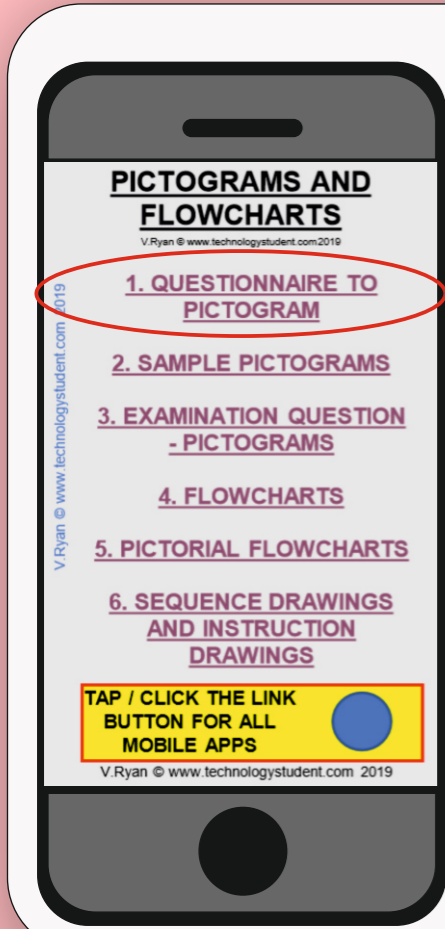 PICTOGRAMS AND
FLOWCHARTS
V.Ryan © www.technologystudent.com 2019
1. QUESTIONNAIRE TO
PICTOGRAM
2. SAMPLE PICTOGRAMS
3. EXAMINATION QUESTION
- PICTOGRAMS
4. FLOWCHARTS
5. PICTORIAL FLOWCHARTS
6. SEQUENCE DRAWINGS
AND INSTRUCTION
DRAWINGS
V.Ryan © www.technologystudent.com 2019
TAP / CLICK THE LINK
BUTTON FOR ALL
MOBILE APPS
V.Ryan © www.technologystudent.com 2019